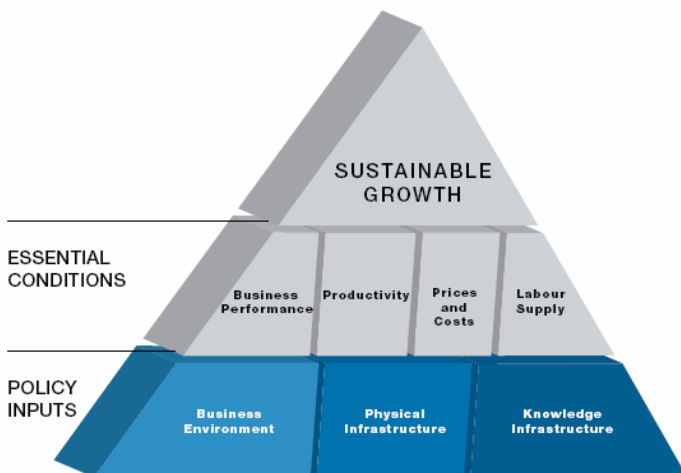 SUSTAINABLE
GROWTH
ESSENTIAL
CONDITIONS
Business
Performance
Productivity
Prices
and
Costs
Labour
Supply
POLICY
INPUTS
Business
Environment
Physical
Infrastructure
Knowledge
Infrastructure